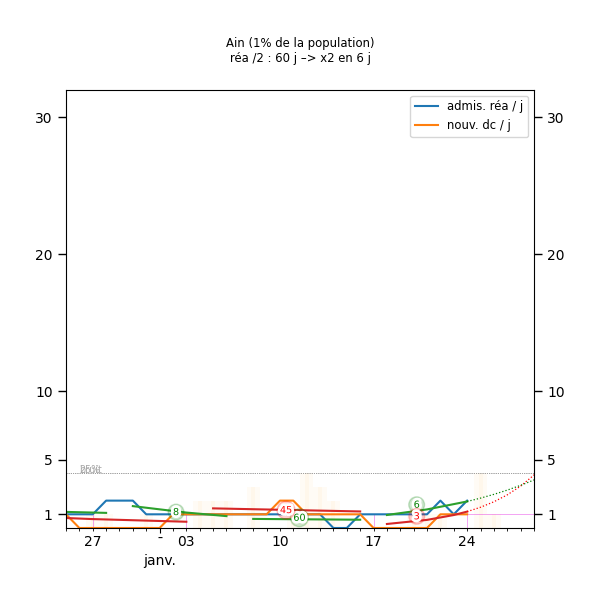 Ain (1% de la population)
réa /2 : 60 j –> x2 en 6 j
admis. réa / j
nouv. dc / j
30 30
20 20
10 10
5 5
1 1
8
45
60
6
3
27 - 03 10 17 24
janv.